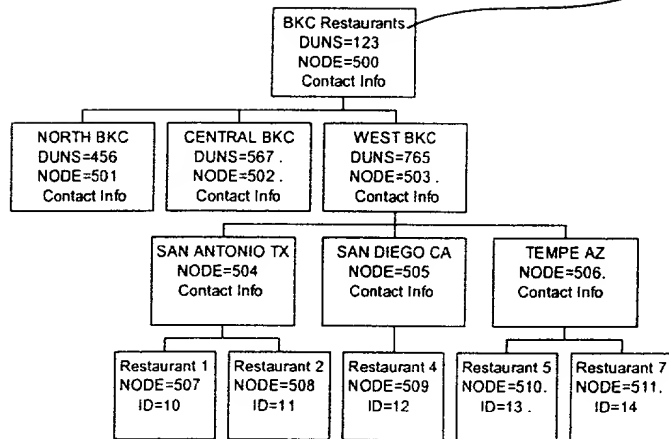 BKC Restaurants
DUNS=123
NODE=500
Contact Info
NORTH BKC
DUNS=456
NODE=501
Contact Info
CENTRAL BKC
DUNS=567 .
NODE=502 .
Contact Info
WEST BKC
DUNS=765
NODE=503 .
Contact Info
SAN ANTONIO TX
NODE=504
Contact Info
SAN DIEGO CA
NODE=505
Contact Info
TEMPE AZ
NODE=506.
Contact Info
Restaurant 1
NODE=507
ID=10
Restaurant 2
NODE=508
ID=11
Restaurant 4
NODE=509
ID=12
Restaurant 5
NODE=510.
ID=13 .
Restuarant 7
NODE=511.
ID=14